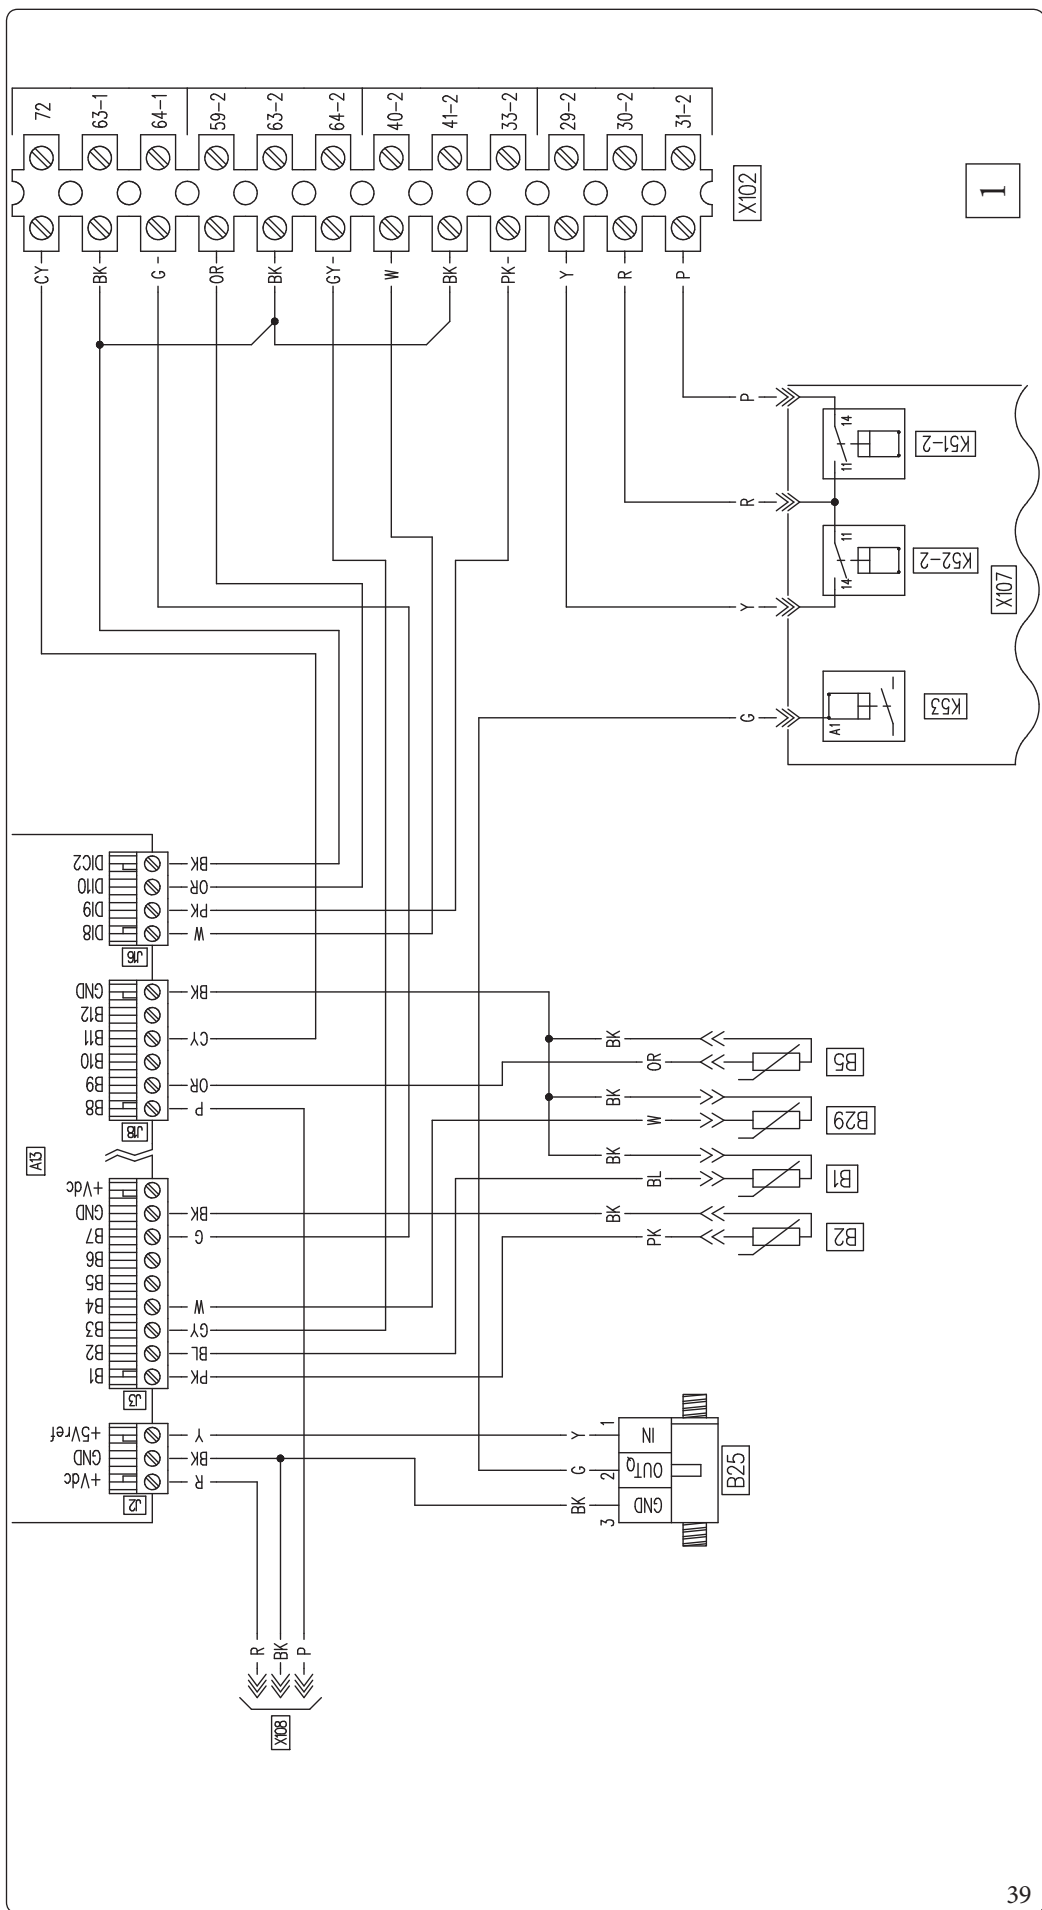 72
63-1
64-1
59-2
63-2
64-2
40-2
41-2
33-2
29-2
30-2
31-2
X102
1
CY
BK
G
OR
BK
GY
W
BK
PK
Y
R
P
P
R
Y
G
14
11
K51-2
11
14
K52-2
X107
A1
K53
DIC2
DI10
DI9
DI8
J16
BK
OR
PK
W
GND
B12
B11
B10
B9
B8
J18
BK
CY
OR
P
A13
+Vdc
GND
B7
B6
B5
B4
B3
B2
B1
J3
BK
G
W
GY
BL
PK
+5Vref
GND
+Vdc
J2
Y
BK
R
BK
OR
B5
BK
W
B29
BK
BL
B1
BK
PK
B2
Y
G
BK
1
2
3
IN
OUT Q
GND
B25
R
BK
P
X108
39